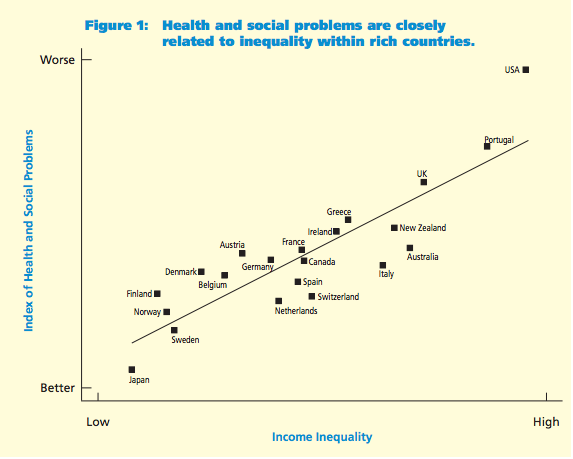 Figure 1: Health and social problems are closely
related to inequality within rich countries.
Worse
USA
Portugal
UK
Greece
Ireland
New Zealand
Austria
France
Australia
Germany
Canada
Denmark
Italy
Belgium
Spain
Finland
Switzerland
Norway
Netherlands
Sweden
Japan
Better
Low
High
Income Inequality
Index of Health and Social Problems